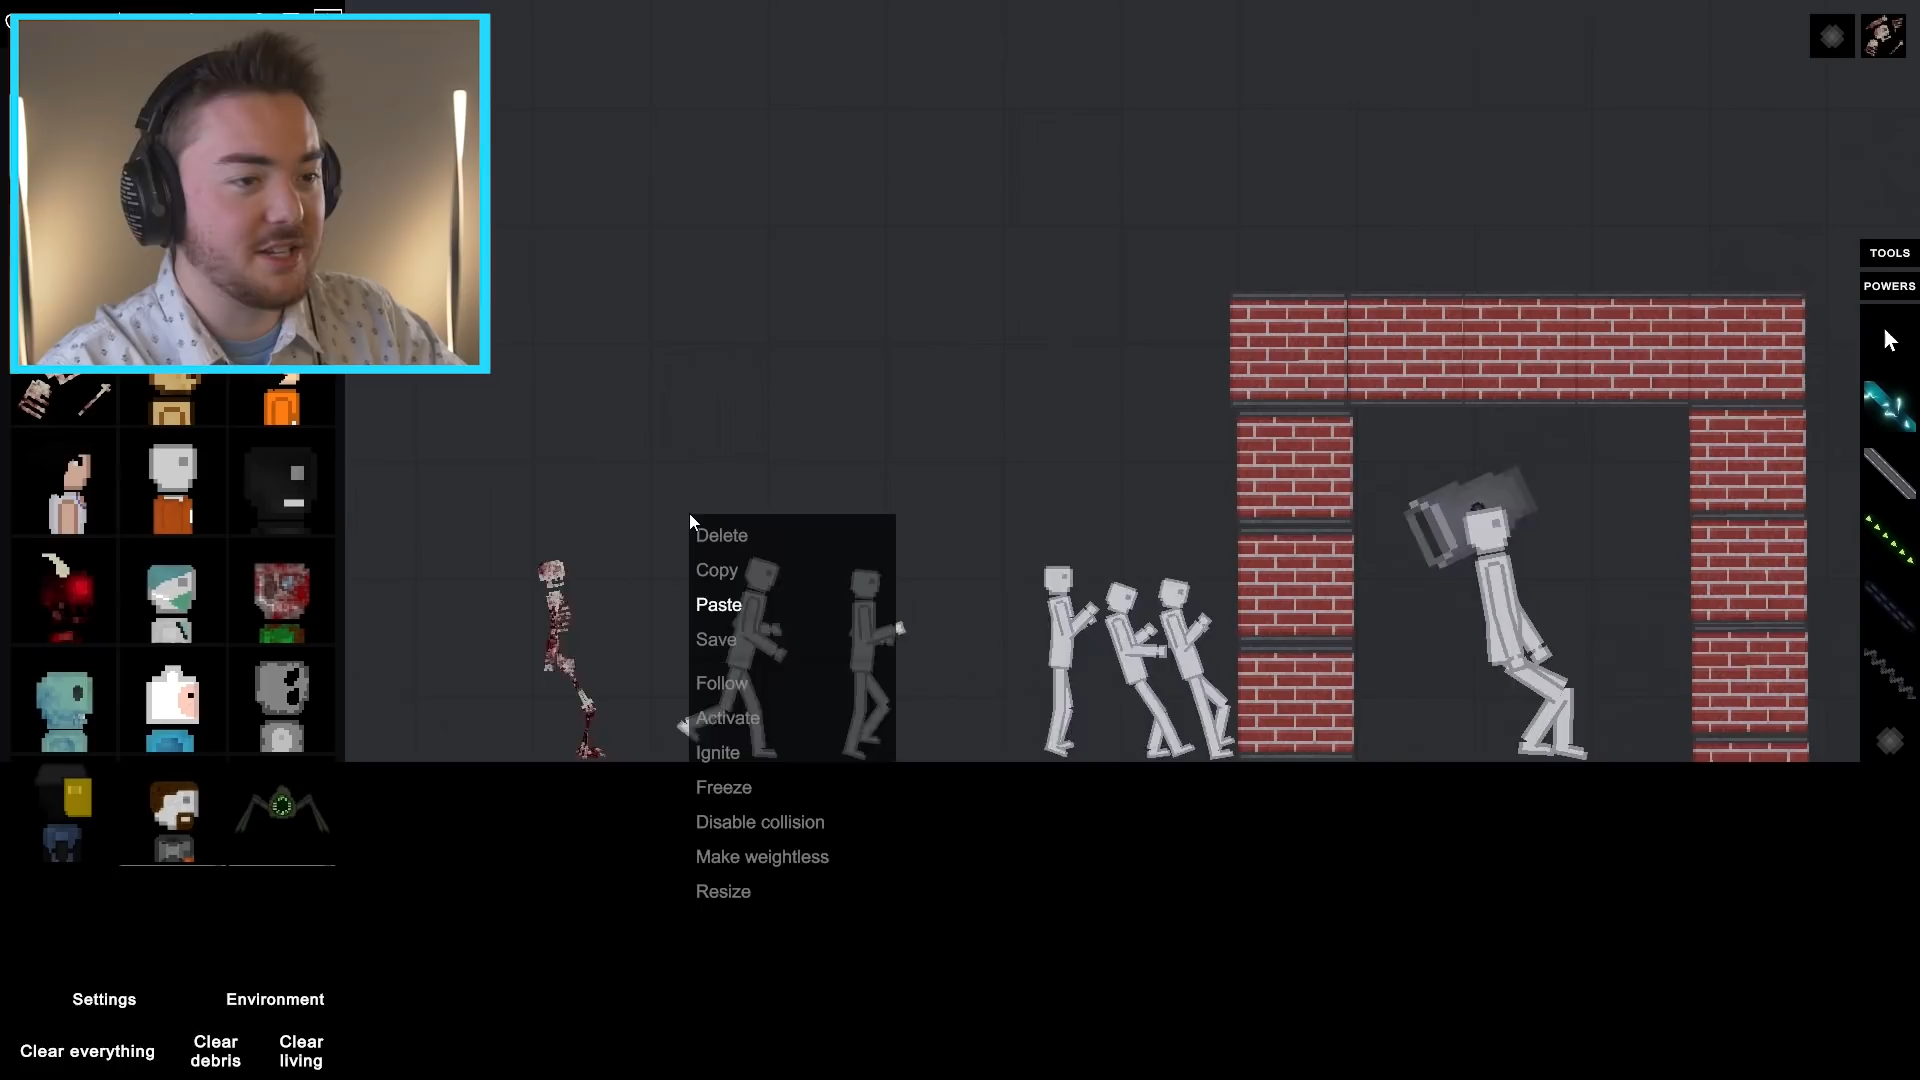 TOOLS
POWERS
Delete
Copy
Paste
Save
Follow
Activate
Ignite
Freeze
Disable collision
Make weightless
Resize
Settings
Environment
Clear everything
Clear
debris
Clear
living